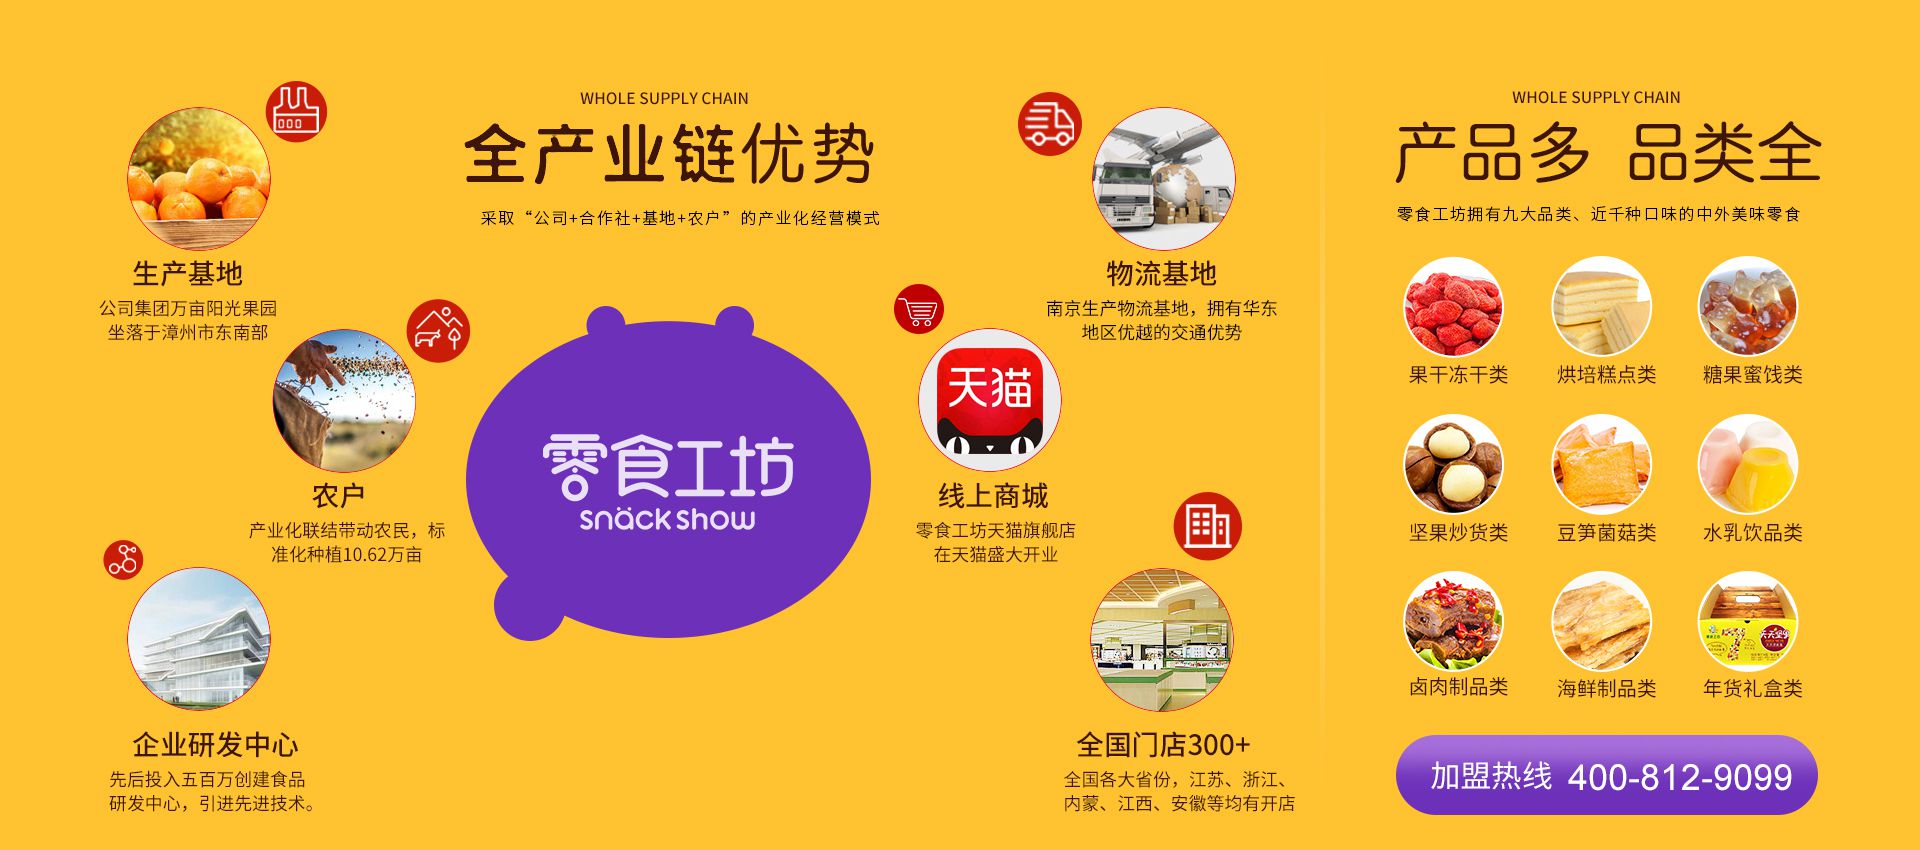 WHOLE SUPPLY CHAIN
全产业链优势
采取“公司+合作社+基地+农户”的产业化经营模式
生产基地
公司集团万亩阳光果园
坐落于漳州市东南部
农户
产业化联结带动农民，标
准化种植10.62万亩
企业研发中心
先后投入五百万创建食品
研发中心，引进先进技术。
零食工坊
snäck show
物流基地
南京生产物流基地，拥有华东
地区优越的交通优势
天猫
线上商城
零食工坊天猫旗舰店
在天猫盛大开业
全国门店300+
全国各大省份，江苏、浙江、
内蒙、江西、安徽等均有开店
WHOLE SUPPLY CHAIN
产品多 品类全
零食工坊拥有九大品类、近千种口味的中外美味零食
果干冻干类
烘培糕点类
糖果蜜饯类
坚果炒货类
豆笋菌菇类
水乳饮品类
卤肉制品类
海鲜制品类
年货礼盒类
加盟热线 400-812-9099